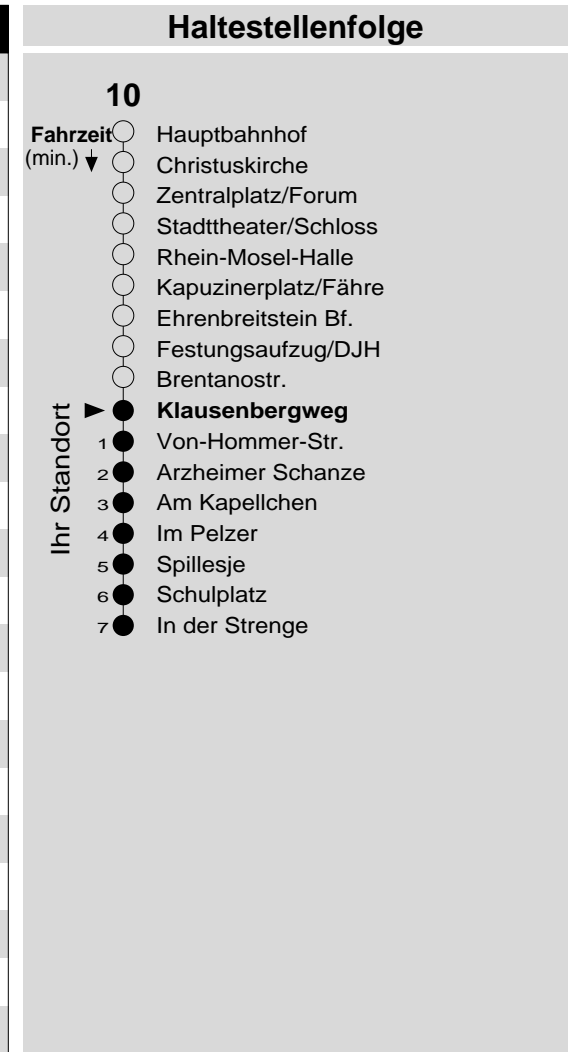 Haltestellenfolge
10
Fahrzeit Hauptbahnhof
(min.) Christuskirche
Zentralplatz/Forum
Stadttheater/Schloss
Rhein-Mosel-Halle
Kapuzinerplatz/Fähre
Ehrenbreitstein Bf.
Festungsaufzug/DJH
Brentanostr.
Ihr Standort
Klausenbergweg
1 Von-Hommer-Str.
2 Arzheimer Schanze
3 Am Kapellchen
4 Im Pelzer
5 Spillesje
6 Schulplatz
7 In der Strenge